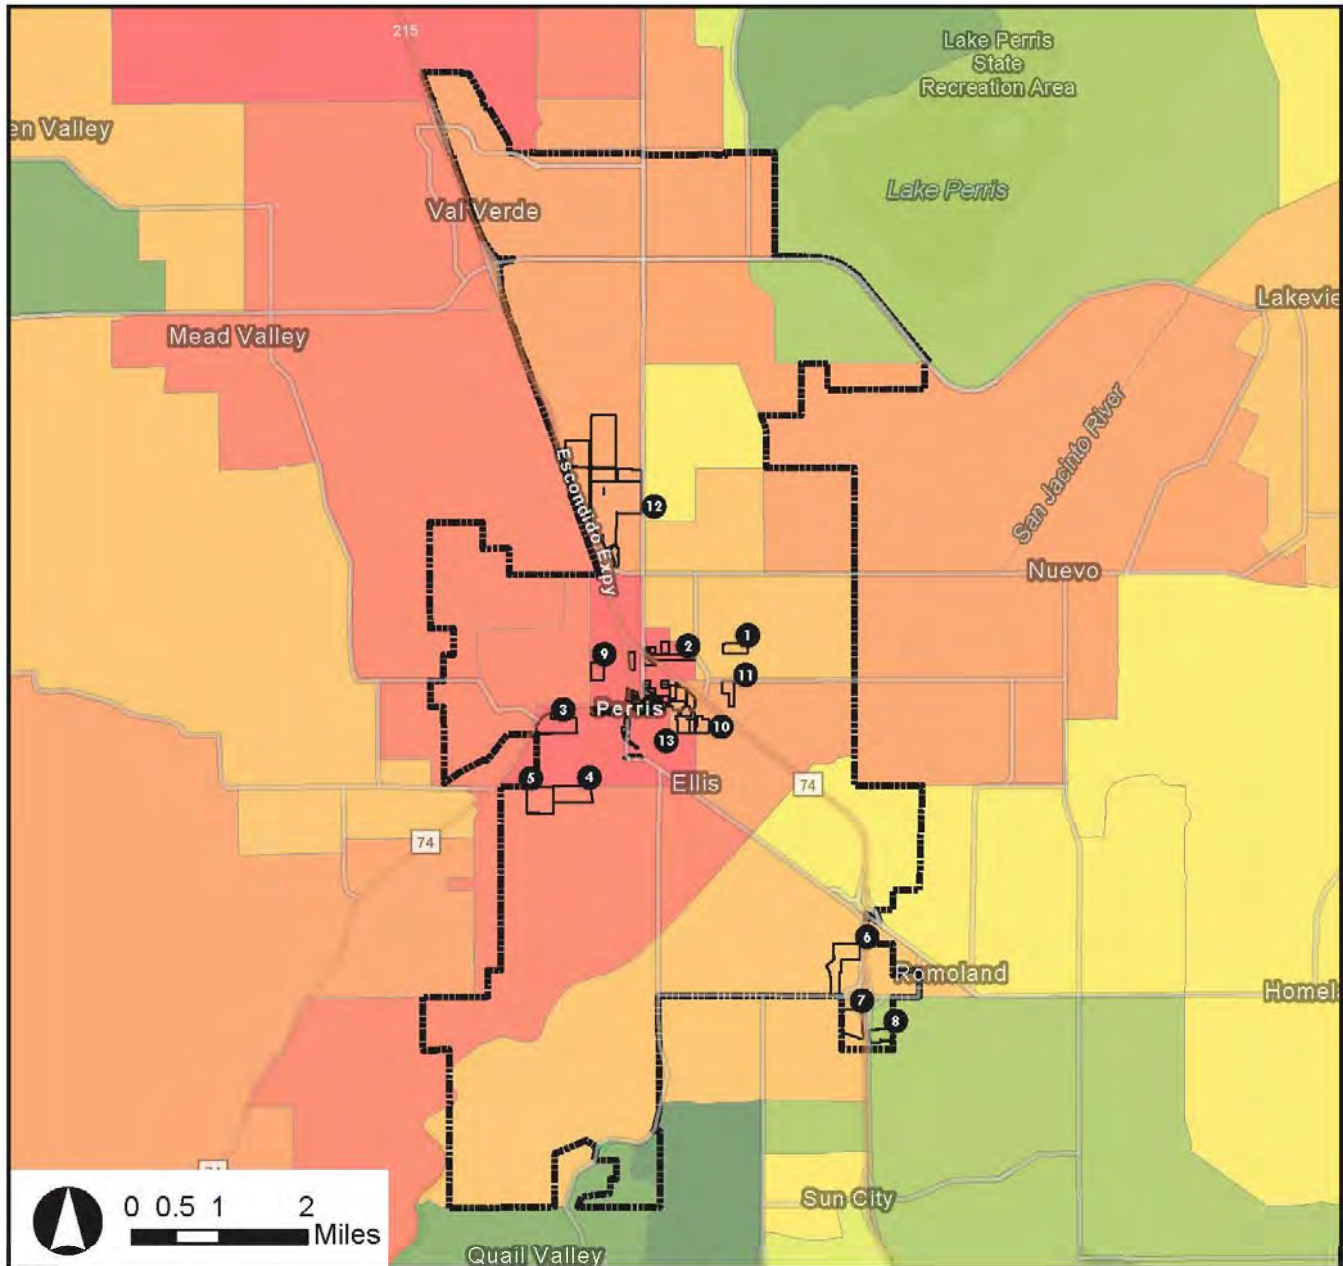 215
Lake Perris
State
Recreation Area
en Valley
Lake Perris
Val Verde
Lakevie
Mead Valley
San Jacinto River
Escondido Expy
12
Nuevo
1
2
9
11
3
Perris
10
13
5
4
Ellis
74
74
6
Romoland
7
Homela
8
Sun City
0 0.5 1 2
Miles
Quail Valley